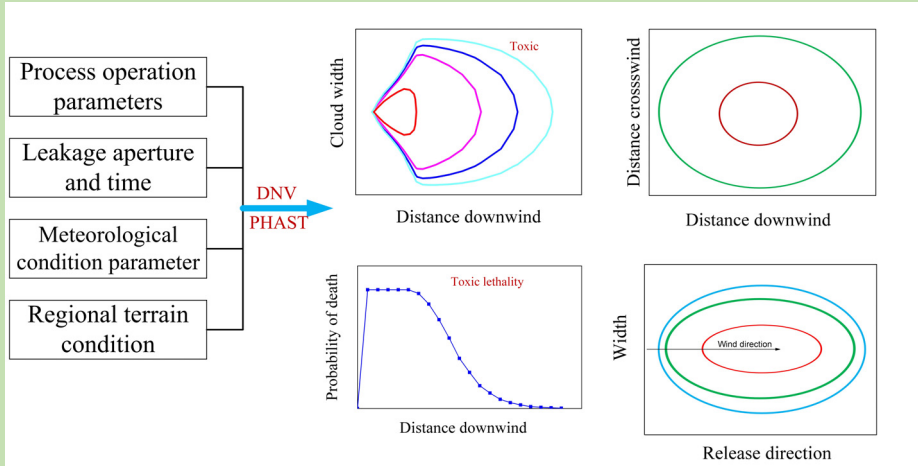 Process operation
parameters
Leakage aperture
and time
Meteorological
condition parameter
Regional terrain
condition
DNV
PHAST
Toxic
Cloud width
Distance downwind
Distance crossswind
Distance downwind
Toxic lethality
Probability of death
Distance downwind
Wind direction
Width
Release direction